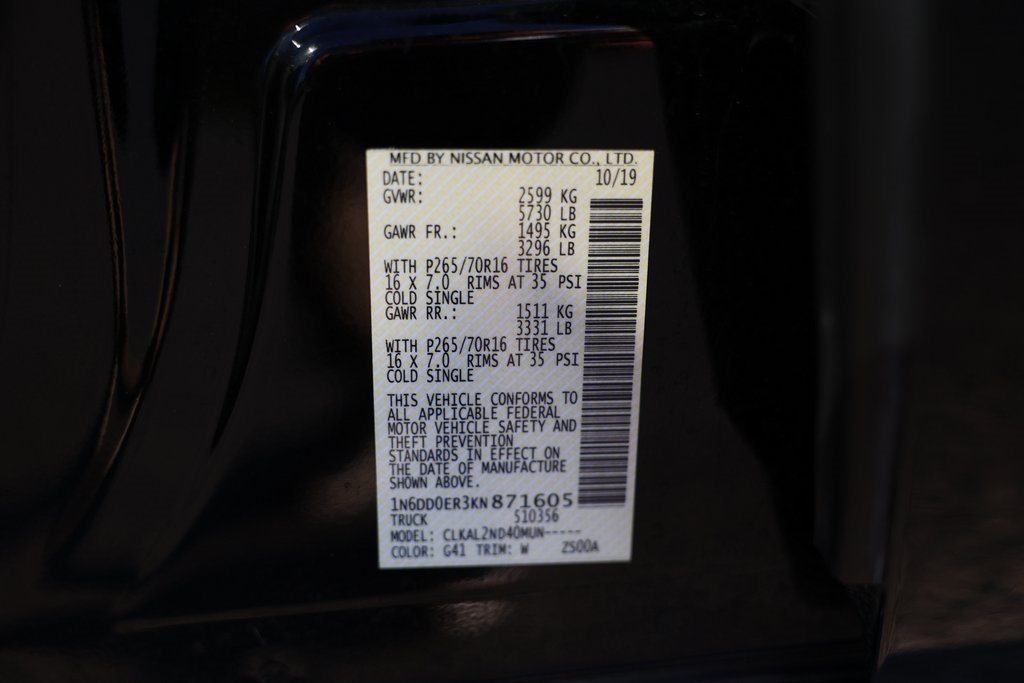 MFD BY NISSAN MOTOR CO., LTD.
DATE: 10/19
GVWR: 2599 KG
5730 LB
GAWR FR.: 1495 KG
3296 LB
WITH P265/70R16 TIRES
16 X 7.0 RIMS AT 35 PSI
COLD SINGLE
GAWR RR.: 1511 KG
3331 LB
WITH P265/70R16 TIRES
16 X 7.0 RIMS AT 35 PSI
COLD SINGLE
THIS VEHICLE CONFORMS TO
ALL APPLICABLE FEDERAL
MOTOR VEHICLE SAFETY AND
THEFT PREVENTION
STANDARDS IN EFFECT ON
THE DATE OF MANUFACTURE
SHOWN ABOVE.
1N6DD0ER3KN871605
TRUCK 510356
MODEL: CLKAL2ND40MUN-----
COLOR: G41 TRIM: W 2S00A